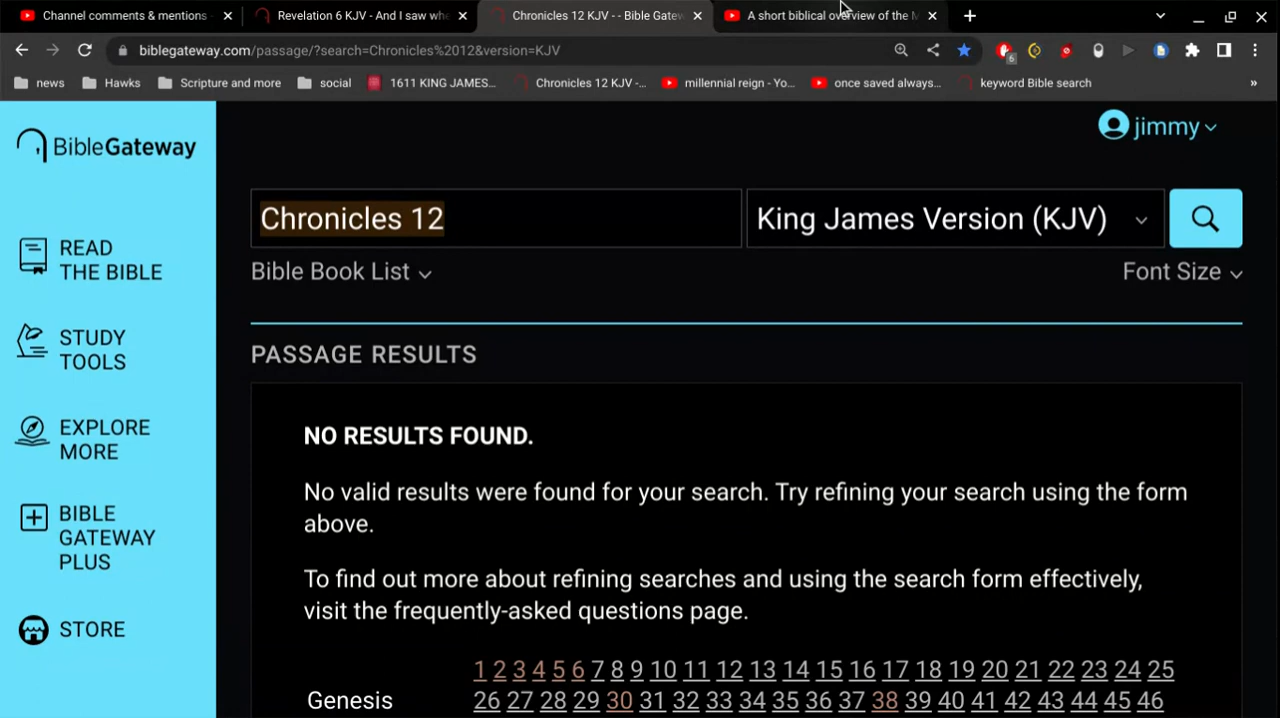 Channel comments & mentions -
Revelation 6 KJV - And I saw whe
Chronicles 12 KJV - - Bible Gatew
A short biblical overview of the M
biblegateway.com/passage/?search=Chronicles%2012&version=KJV
6
news
Hawks
Scripture and more
social
1611 KING JAMES...
Chronicles 12 KJV -...
millennial reign - Yo...
once saved always...
keyword Bible search
»
BibleGateway
jimmy
Chronicles 12
King James Version (KJV)
Bible Book List
Font Size
READ
THE BIBLE
STUDY
TOOLS
EXPLORE
MORE
BIBLE
GATEWAY
PLUS
STORE
PASSAGE RESULTS
NO RESULTS FOUND.
No valid results were found for your search. Try refining your search using the form
above.
To find out more about refining searches and using the search form effectively,
visit the frequently-asked questions page.
Genesis
1 2 3 4 5 6 7 8 9 10 11 12 13 14 15 16 17 18 19 20 21 22 23 24 25
26 27 28 29 30 31 32 33 34 35 36 37 38 39 40 41 42 43 44 45 46